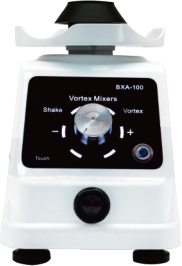 BXA-100
Vortex Mixers
Shake Vortex
- +
Touch